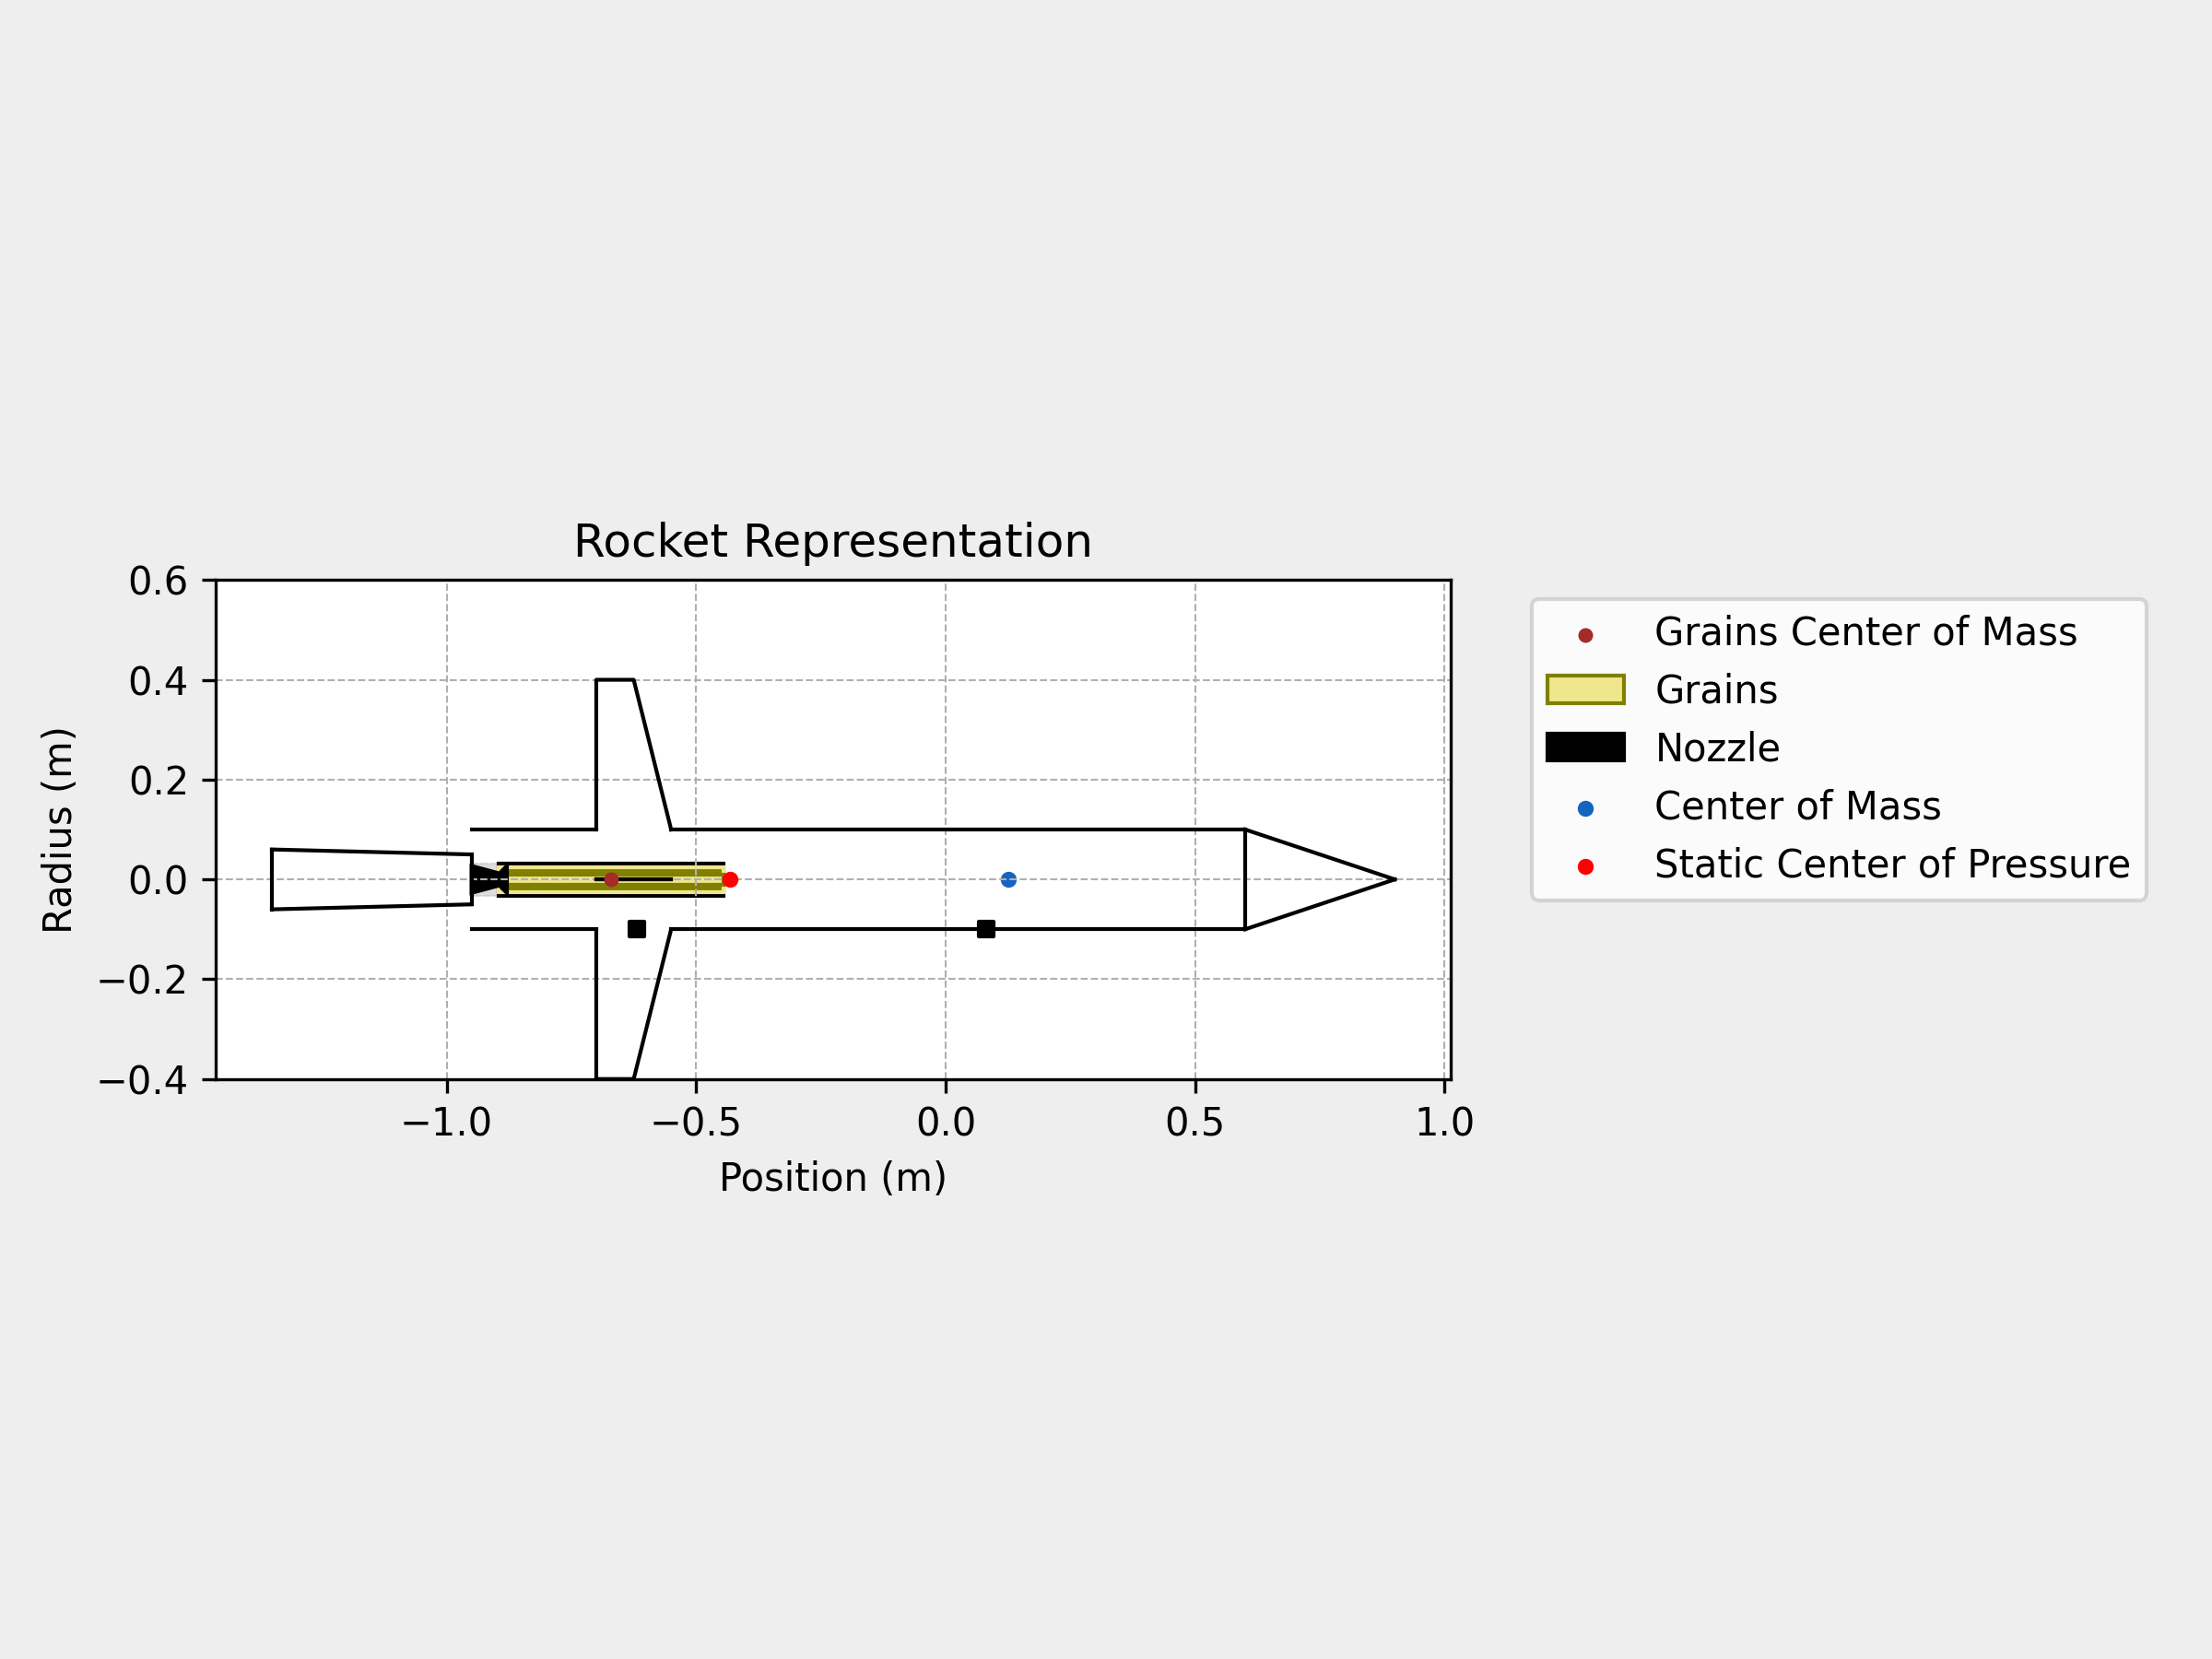 Rocket Representation
0.6
0.4
0.2
0.0
−0.2
−0.4
Radius (m)
−1.0 −0.5 0.0 0.5 1.0
Position (m)
Grains Center of Mass
Grains
Nozzle
Center of Mass
Static Center of Pressure